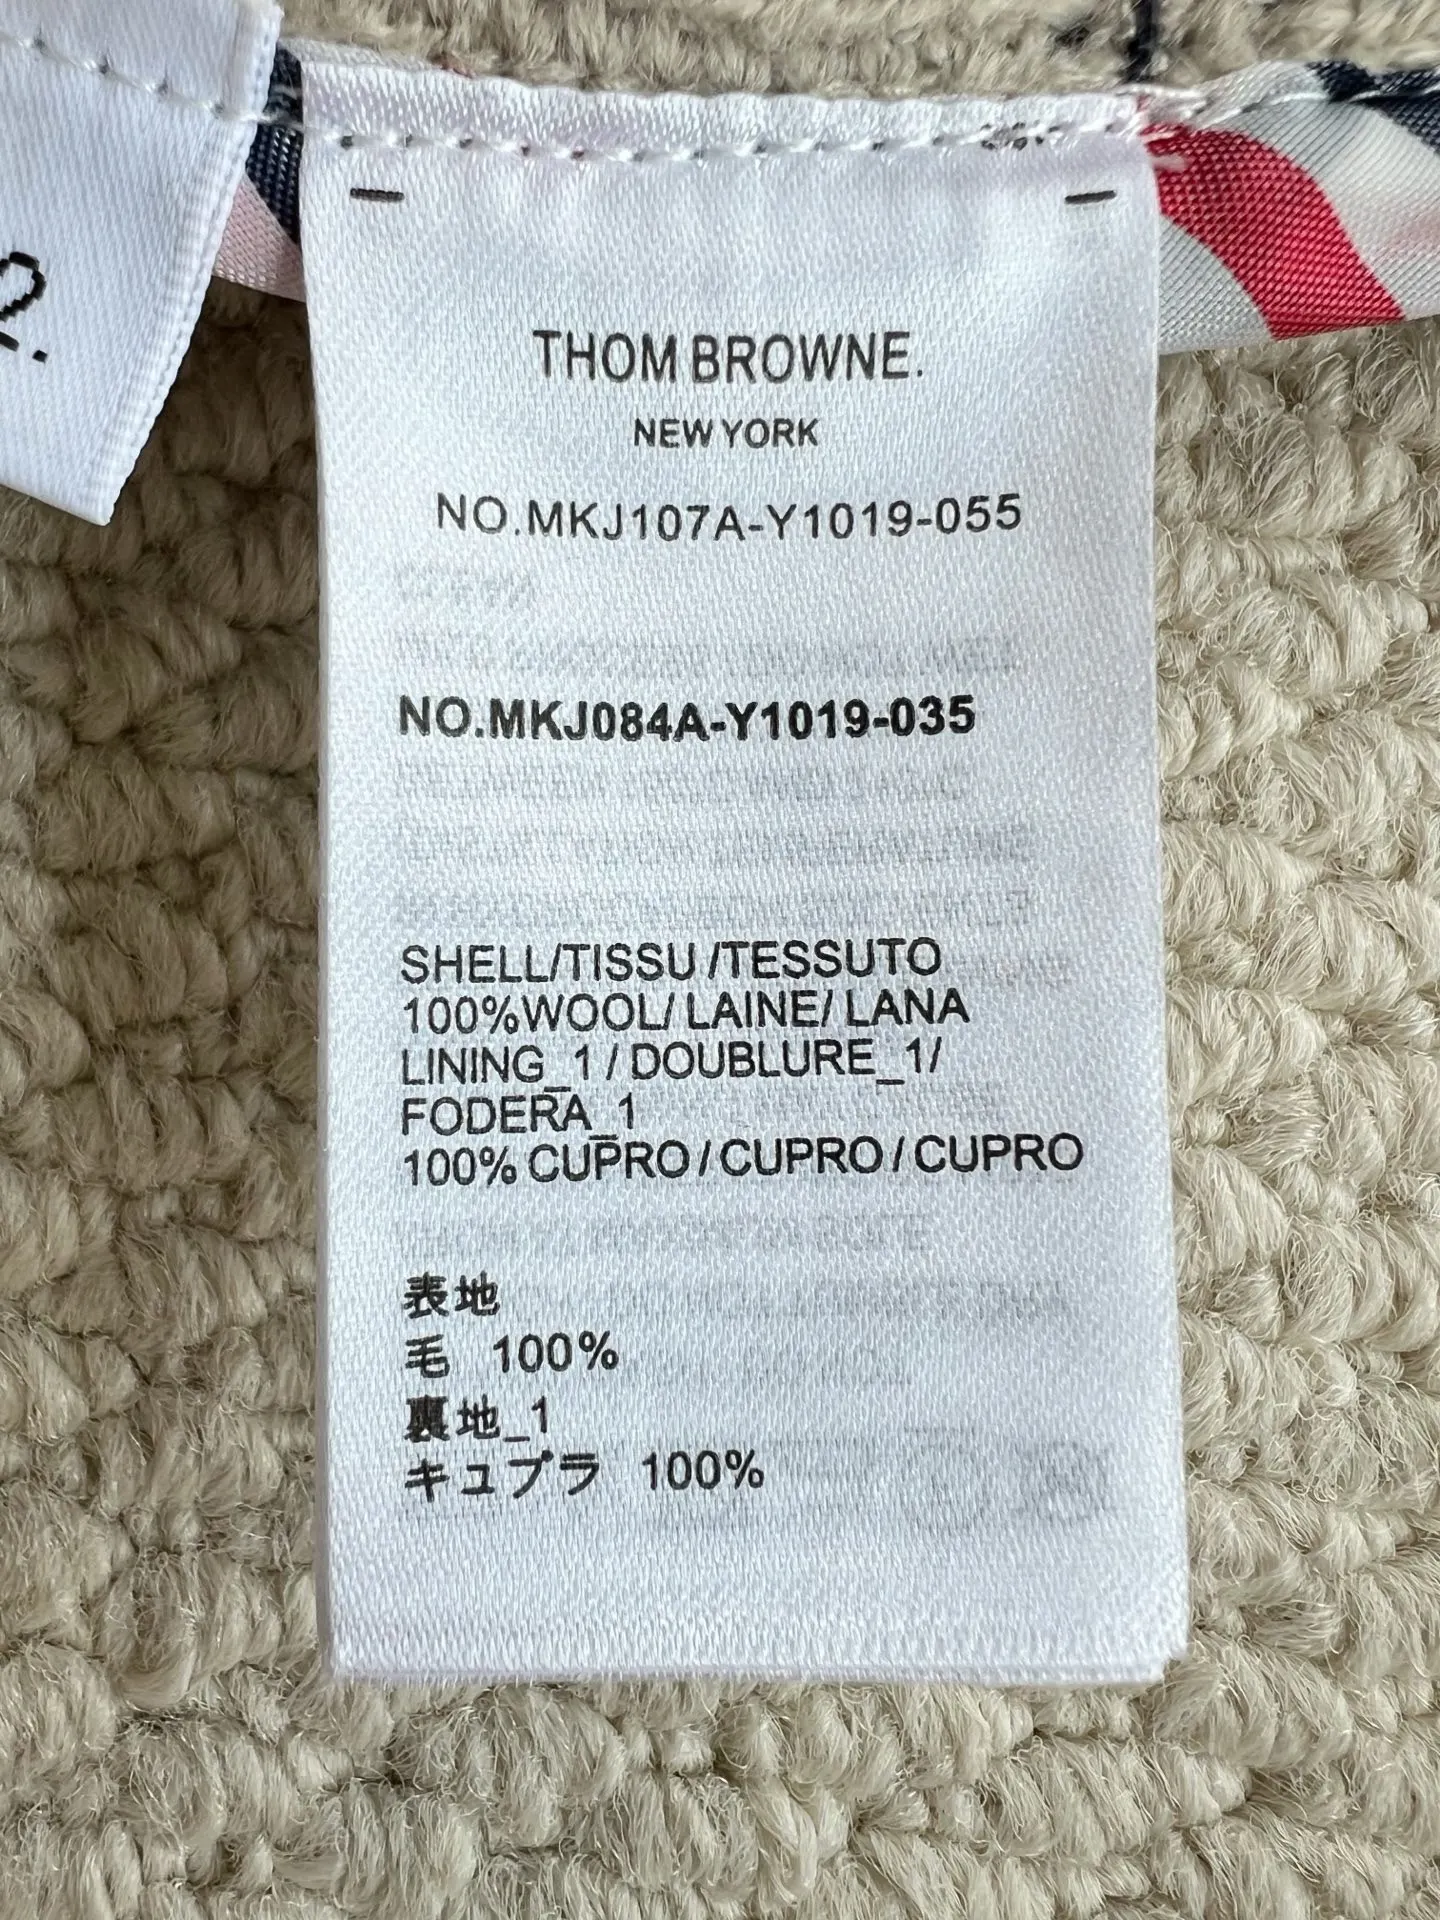 2.
THOM BROWNE.
NEW YORK
NO.MKJ107A-Y1019-055
NO.MKJ084A-Y1019-035
SHELL/TISSU /TESSUTO
100%WOOL/ LAINE/ LANA
LINING_1 / DOUBLURE_1/
FODERA_1
100% CUPRO / CUPRO / CUPRO
表地
毛 100%
裏地_1
キュプラ 100%